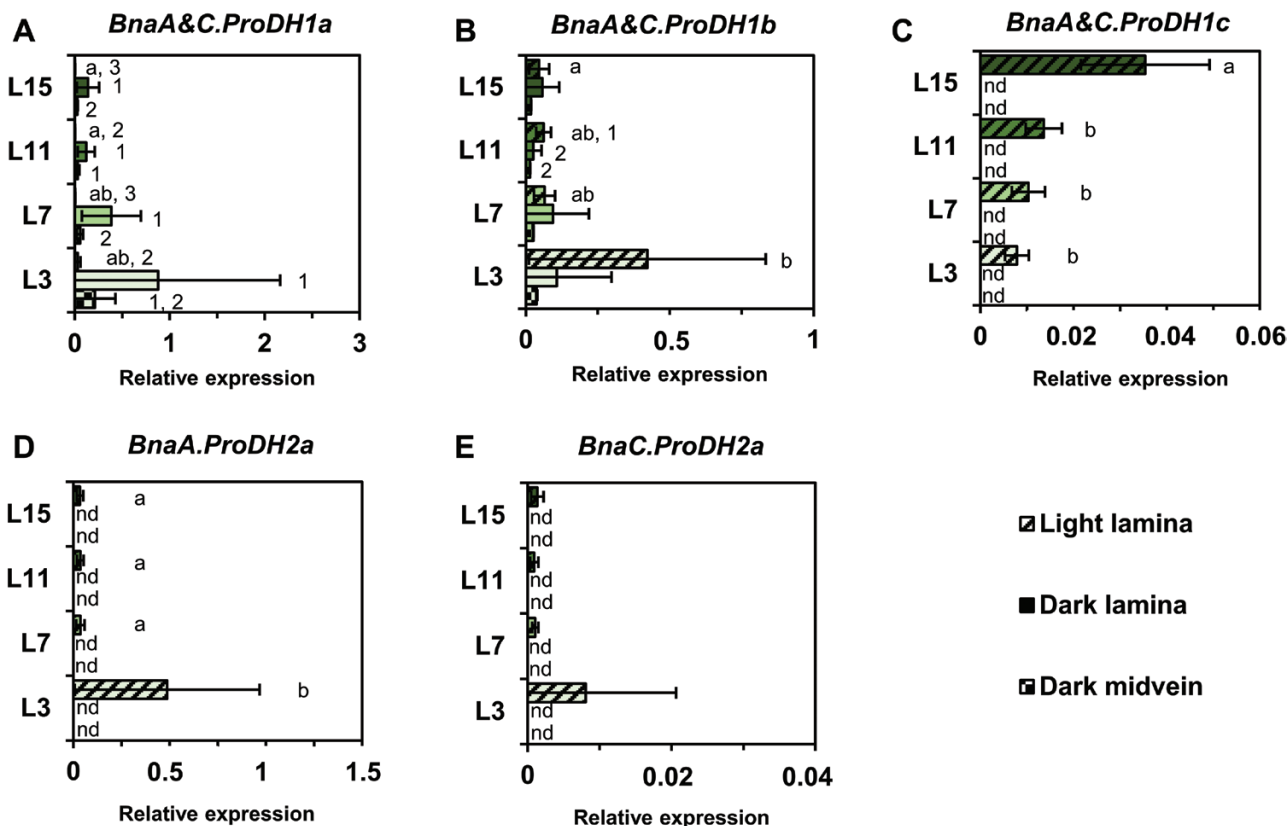 A BnaA&C.ProDH1a
a, 3
L15 1
2
a, 2
L11 1
1
ab, 3
L7 1
2
ab, 2
L3 1
1, 2
0 1 2 3
Relative expression
B BnaA&C.ProDH1b
a
L15
ab, 1
L11 2
2
ab
L7
b
L3
0 0.5 1
Relative expression
C BnaA&C.ProDH1c
a
L15 nd
nd
b
L11 nd
nd
b
L7 nd
nd
b
L3 nd
nd
0 0.02 0.04 0.06
Relative expression
D BnaA.ProDH2a
a
L15 nd
nd
a
L11 nd
nd
a
L7 nd
nd
b
L3 nd
nd
0 0.5 1 1.5
Relative expression
E BnaC.ProDH2a
L15 nd
nd
L11 nd
nd
L7 nd
nd
L3 nd
nd
0 0.02 0.04
Relative expression
Light lamina
Dark lamina
Dark midvein